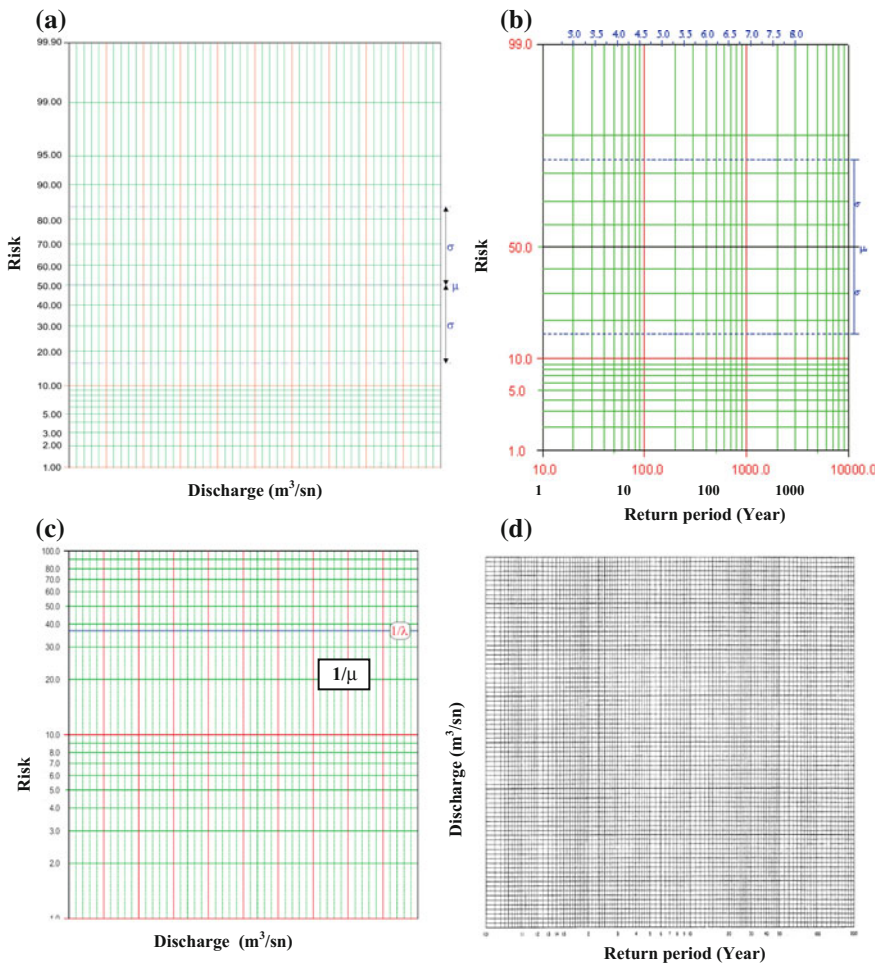 (a)
99.90
99.00
95.00
90.00
80.00
70.00
60.00
50.00
40.00
30.00
20.00
10.00
5.00
3.00
2.00
1.00
Risk
σ
μ
σ
Discharge (m³/sn)
(b)
3.0 3.5 4.0 4.5 5.0 5.5 6.0 6.5 7.0 7.5 8.0
99.0
50.0
10.0
5.0
1.0
Risk
σ
μ
σ
10.0 100.0 1000.0 10000.0
1 10 100 1000
Return period (Year)
(c)
100.0
80.0
70.0
60.0
50.0
40.0
30.0
20.0
10.0
8.0
7.0
6.0
5.0
4.0
3.0
2.0
1.0
Risk
1/λ
1/μ
Discharge (m³/sn)
(d)
Discharge (m³/sn)
Return period (Year)